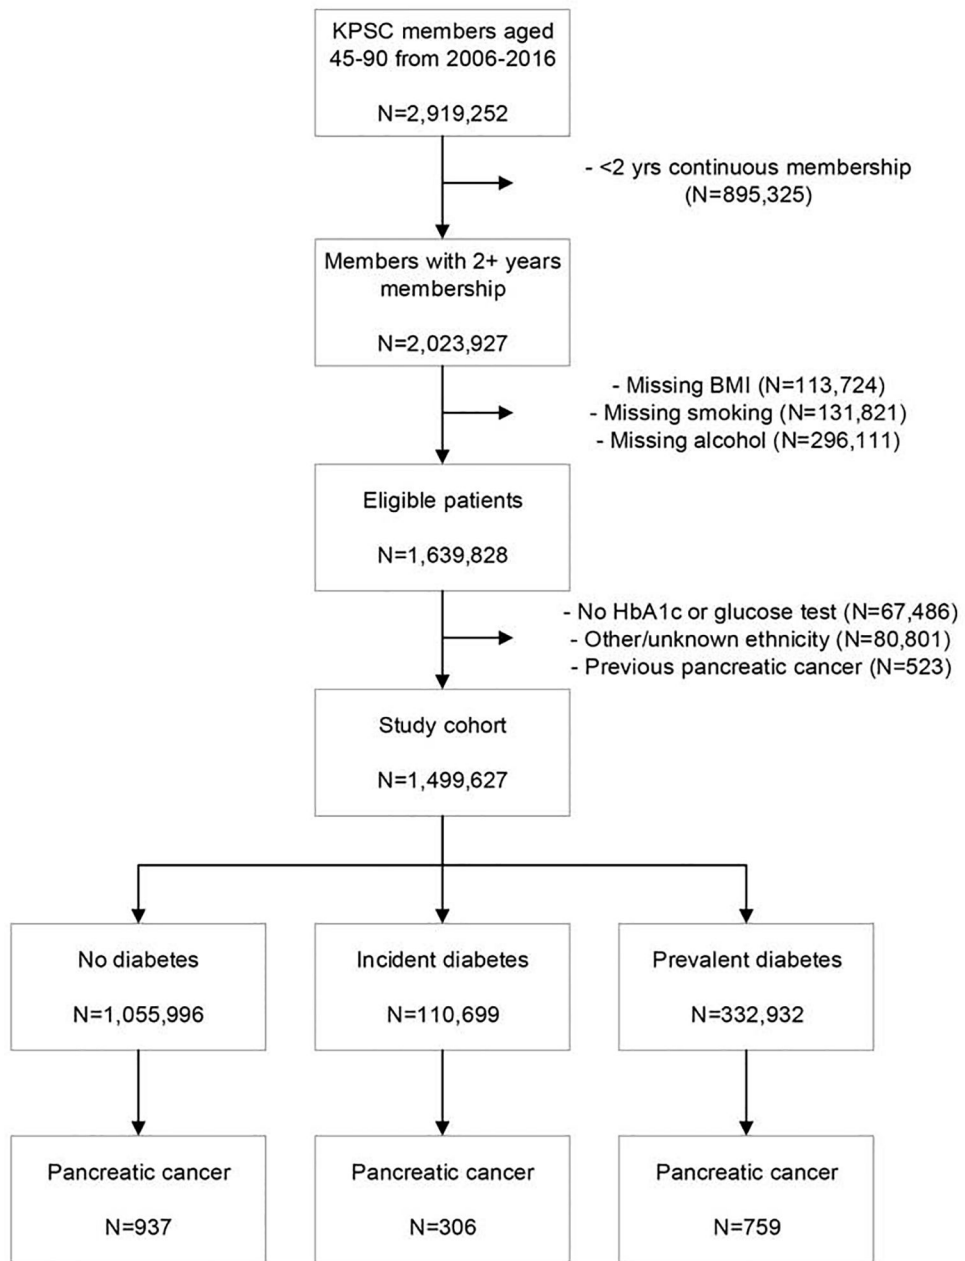 KPSC members aged
45-90 from 2006-2016
N=2,919,252
- <2 yrs continuous membership
(N=895,325)
Members with 2+ years
membership
N=2,023,927
- Missing BMI (N=113,724)
- Missing smoking (N=131,821)
- Missing alcohol (N=296,111)
Eligible patients
N=1,639,828
- No HbA1c or glucose test (N=67,486)
- Other/unknown ethnicity (N=80,801)
- Previous pancreatic cancer (N=523)
Study cohort
N=1,499,627
No diabetes
N=1,055,996
Incident diabetes
N=110,699
Prevalent diabetes
N=332,932
Pancreatic cancer
N=937
Pancreatic cancer
N=306
Pancreatic cancer
N=759